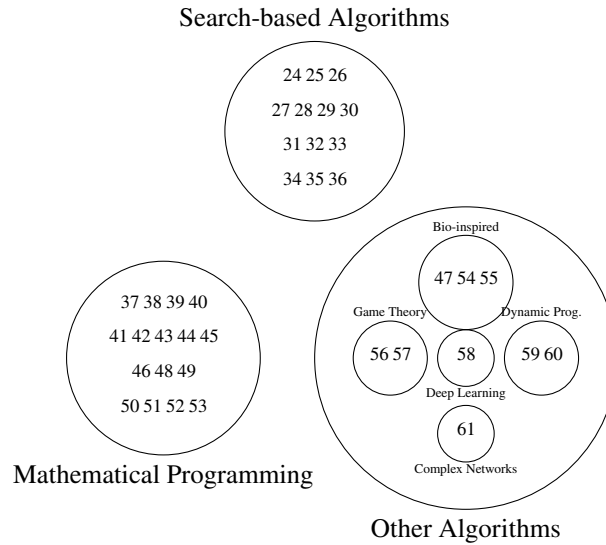 Search-based Algorithms
24 25 26
27 28 29 30
31 32 33
34 35 36
37 38 39 40
41 42 43 44 45
46 48 49
50 51 52 53
Mathematical Programming
Bio-inspired
47 54 55
Game Theory
56 57
58
Deep Learning
Dynamic Prog.
59 60
61
Complex Networks
Other Algorithms